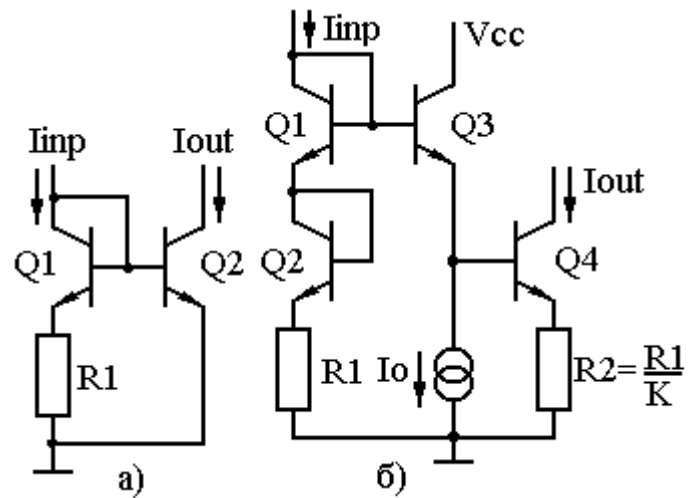 Iinp
Vcc
Q1
Q3
Iinp
Iout
Iout
Q1
Q2
Q2
Q4
R1
R1
Io
R2=R1/K
а)
б)